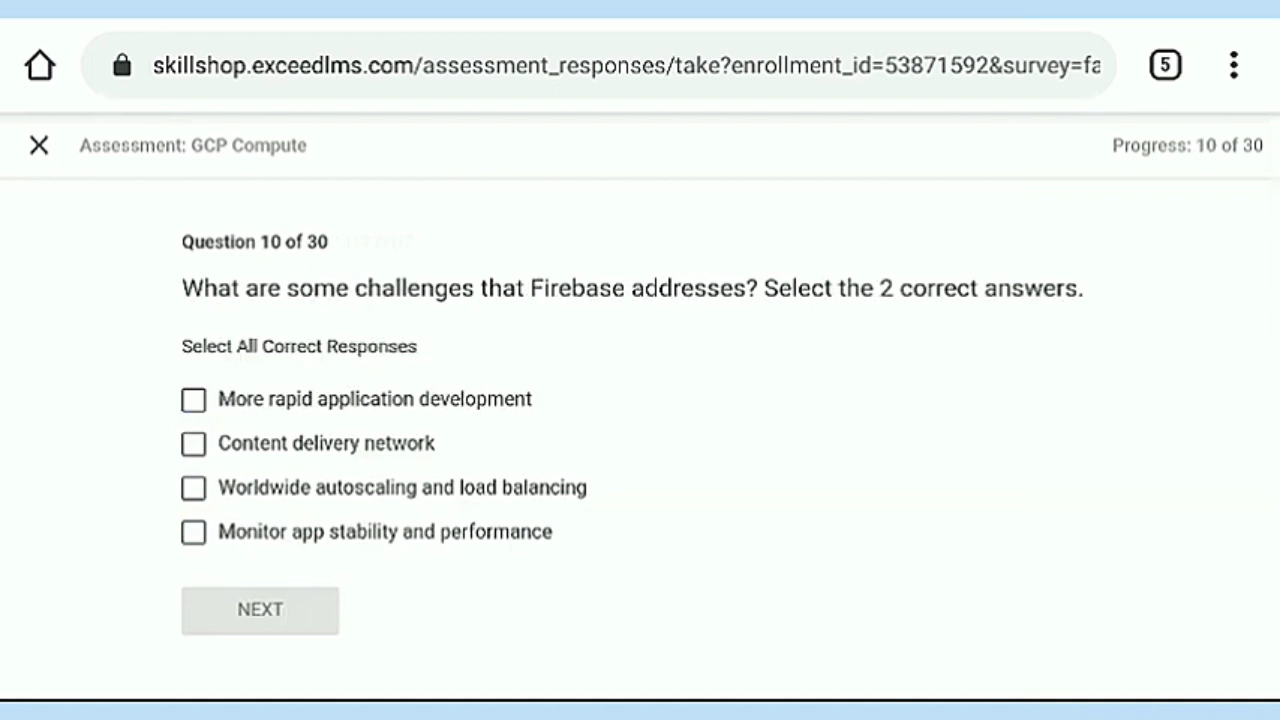 skillshop.exceedlms.com/assessment_responses/take?enrollment_id=53871592&survey=fa
5
Assessment: GCP Compute
Progress: 10 of 30
Question 10 of 30
What are some challenges that Firebase addresses? Select the 2 correct answers.
Select All Correct Responses
More rapid application development
Content delivery network
Worldwide autoscaling and load balancing
Monitor app stability and performance
NEXT